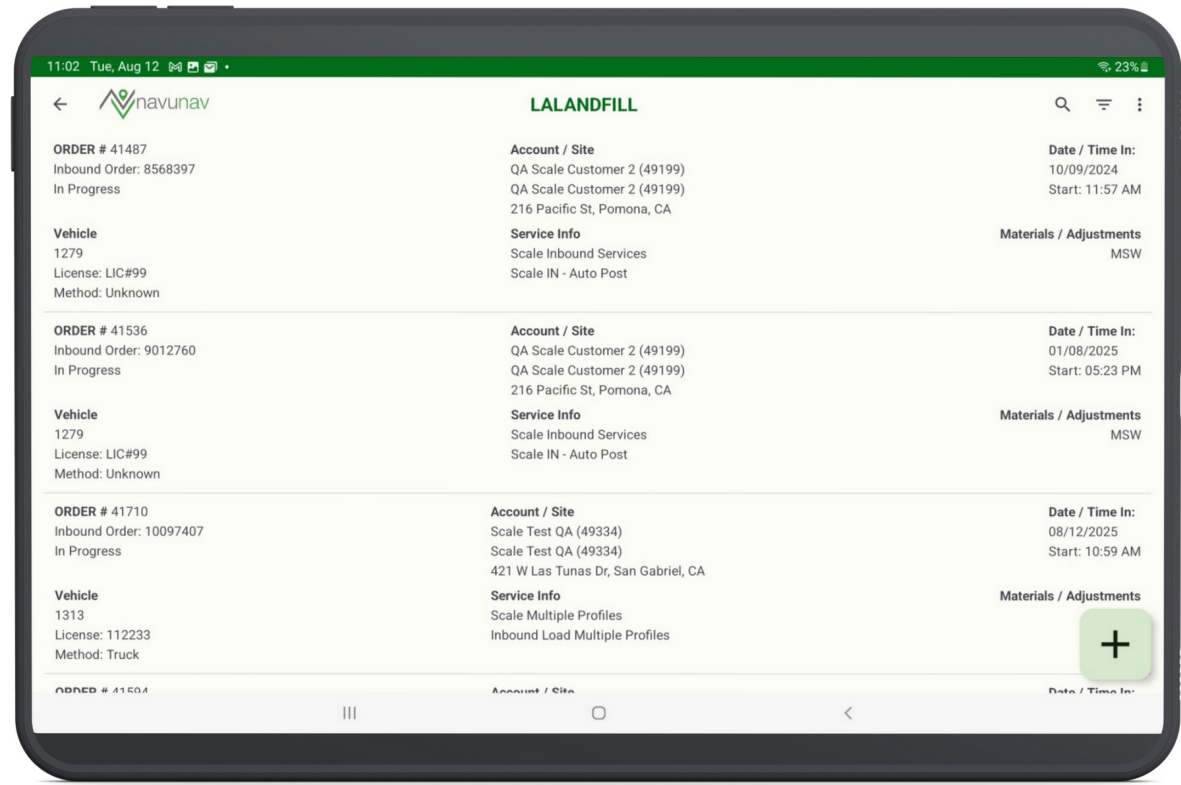 11:02 Tue, Aug 12
23%
navunav
LALANDFILL
ORDER # 41487
Inbound Order: 8568397
In Progress
Account / Site
QA Scale Customer 2 (49199)
QA Scale Customer 2 (49199)
216 Pacific St, Pomona, CA
Date / Time In:
10/09/2024
Start: 11:57 AM
Vehicle
1279
License: LIC#99
Method: Unknown
Service Info
Scale Inbound Services
Scale IN - Auto Post
Materials / Adjustments
MSW
ORDER # 41536
Inbound Order: 9012760
In Progress
Account / Site
QA Scale Customer 2 (49199)
QA Scale Customer 2 (49199)
216 Pacific St, Pomona, CA
Date / Time In:
01/08/2025
Start: 05:23 PM
Vehicle
1279
License: LIC#99
Method: Unknown
Service Info
Scale Inbound Services
Scale IN - Auto Post
Materials / Adjustments
MSW
ORDER # 41710
Inbound Order: 10097407
In Progress
Account / Site
Scale Test QA (49334)
Scale Test QA (49334)
421 W Las Tunas Dr, San Gabriel, CA
Date / Time In:
08/12/2025
Start: 10:59 AM
Vehicle
1313
License: 112233
Method: Truck
Service Info
Scale Multiple Profiles
Inbound Load Multiple Profiles
Materials / Adjustments
ORDER # 41594
Account / Site
Date / Time In: